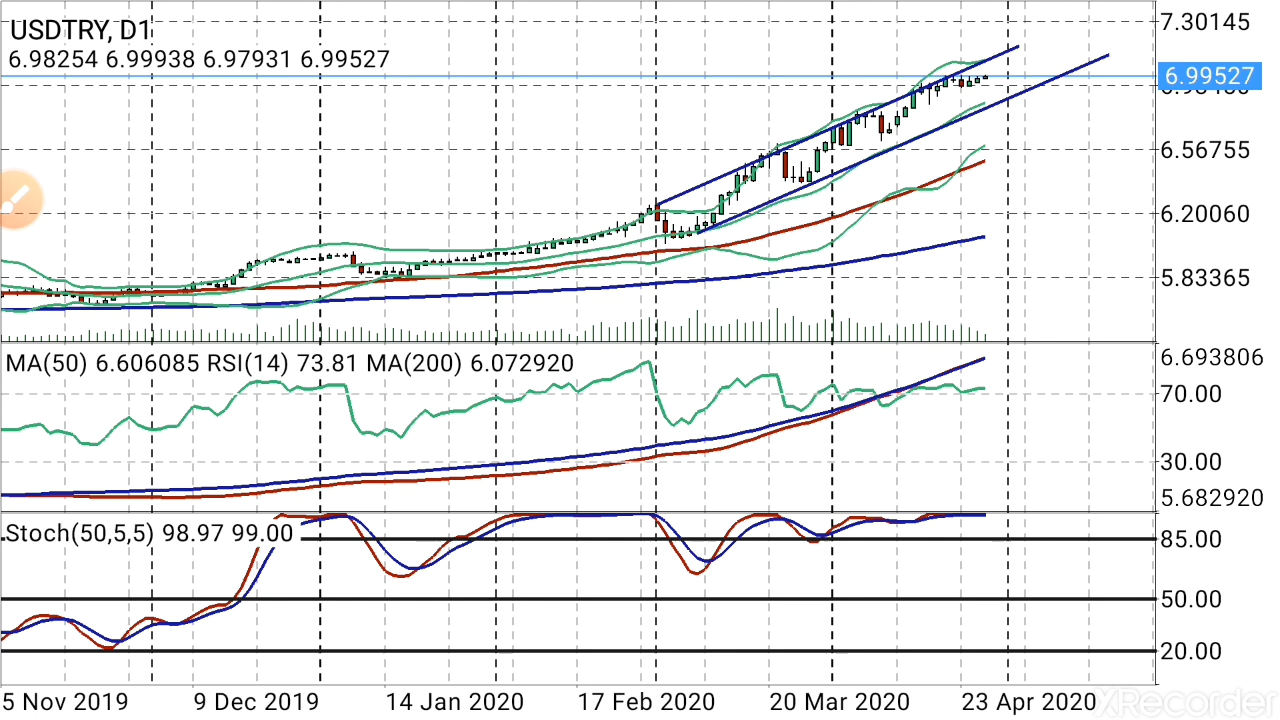 USDTRY, D1
6.98254 6.99938 6.97931 6.99527
7.30145
6.99527
6.56755
6.20060
5.83365
MA(50) 6.606085 RSI(14) 73.81 MA(200) 6.072920
6.693806
70.00
30.00
5.682920
Stoch(50,5,5) 98.97 99.00
85.00
50.00
20.00
5 Nov 2019 9 Dec 2019 14 Jan 2020 17 Feb 2020 20 Mar 2020 23 Apr 2020
XRecorder